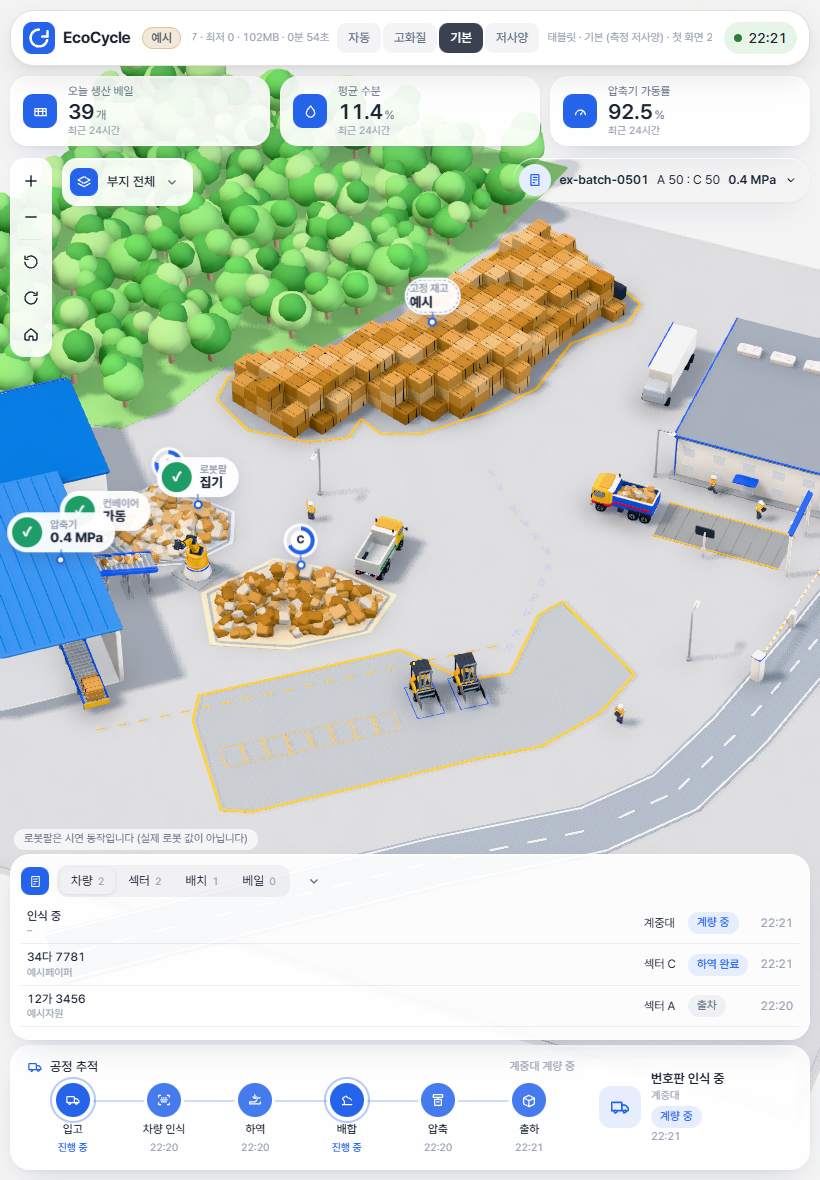 EcoCycle
예시
7 · 최저 0 · 102MB · 0분 54초
자동
고화질
기본
저사양
태블릿 · 기본 (측정 저사양) · 첫 화면 2
22:21
오늘 생산 베일
39개
최근 24시간
평균 수분
11.4%
최근 24시간
압축기 가동률
92.5%
최근 24시간
부지 전체
ex-batch-0501 A 50 : C 50 0.4 MPa
고정 재고
예시
로봇팔
집기
컨베이어
가동
압축기
0.4 MPa
C
로봇팔은 시연 동작입니다 (실제 로봇 값이 아닙니다)
차량 2
섹터 2
배치 1
베일 0
인식 중
–
계중대
계량 중
22:21
34다 7781
예시페이퍼
섹터 C
하역 완료
22:21
12가 3456
예시자원
섹터 A
출차
22:20
공정 추적
계중대 계량 중
입고
진행 중
차량 인식
22:20
하역
22:20
배합
진행 중
압축
22:20
출하
22:21
번호판 인식 중
계중대
계량 중
22:21